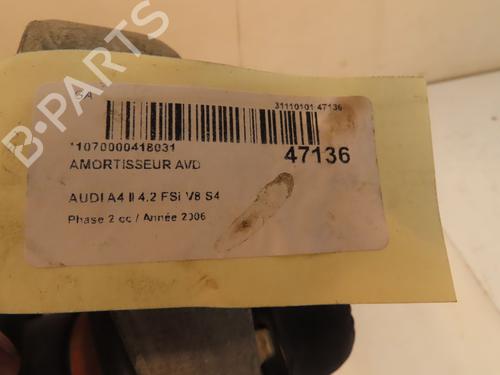 B-PARTS
SA
31110101 47136
*1070000418031
47136
AMORTISSEUR AVD
AUDI A4 II 4.2 FSi V8 S4
Phase 2 cc / Année 2006